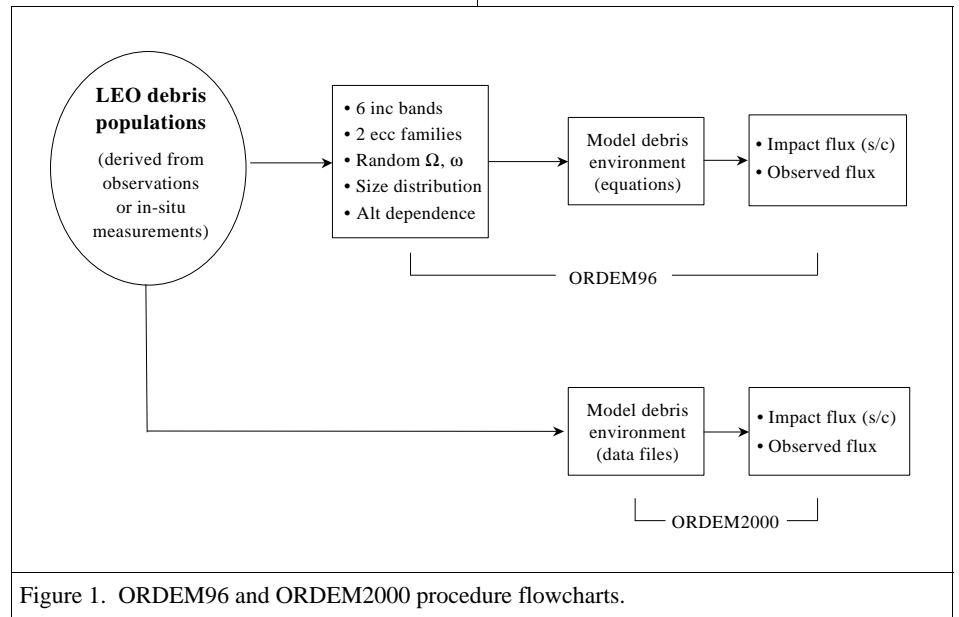 LEO debris
populations
(derived from
observations
or in-situ
measurements)
• 6 inc bands
• 2 ecc families
• Random Ω, ω
• Size distribution
• Alt dependence
Model debris
environment
(equations)
• Impact flux (s/c)
• Observed flux
ORDEM96
Model debris
environment
(data files)
• Impact flux (s/c)
• Observed flux
ORDEM2000
Figure 1. ORDEM96 and ORDEM2000 procedure flowcharts.